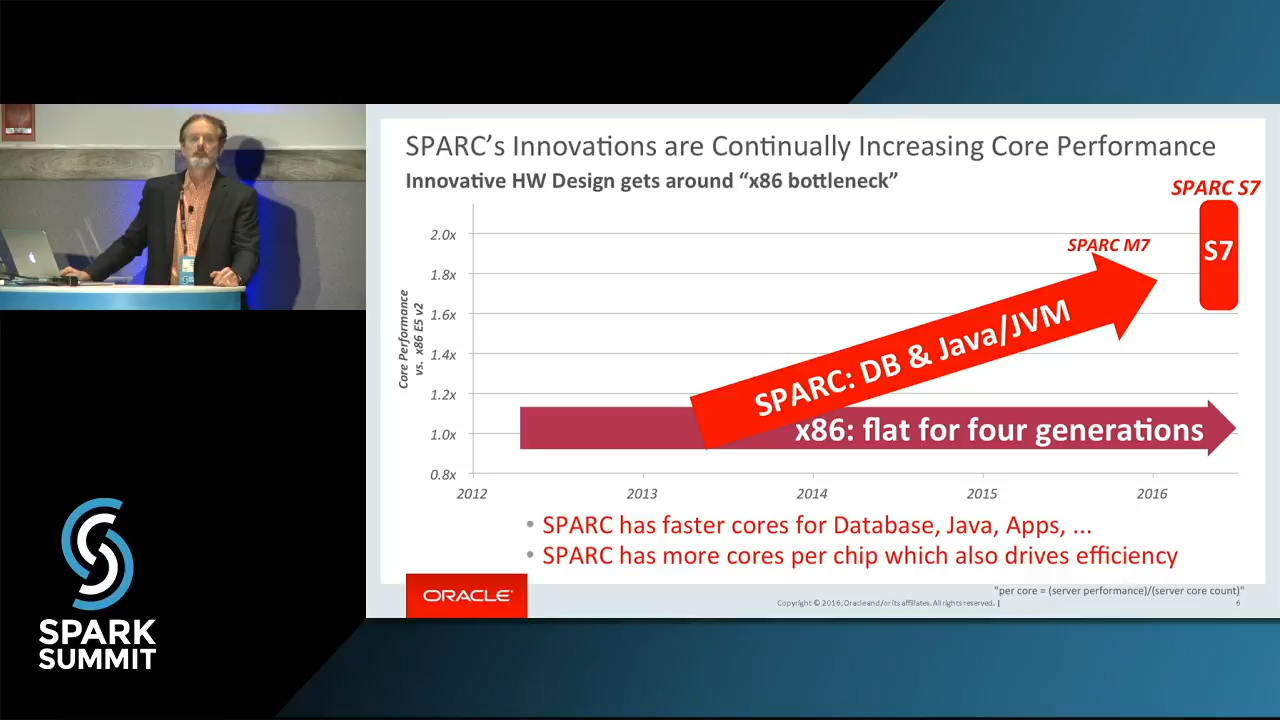 SPARC's Innovations are Continually Increasing Core Performance
Innovative HW Design gets around “x86 bottleneck”
SPARC S7
S7
SPARC M7
SPARC: DB & Java/JVM
x86: flat for four generations
Core Performance
vs. x86 E5 v2
2.0x
1.8x
1.6x
1.4x
1.2x
1.0x
0.8x
2012 2013 2014 2015 2016
• SPARC has faster cores for Database, Java, Apps, ...
• SPARC has more cores per chip which also drives efficiency
ORACLE
"per core = (server performance)/(server core count)"
Copyright © 2016, Oracle and/or its affiliates. All rights reserved. |
6
SPARK
SUMMIT